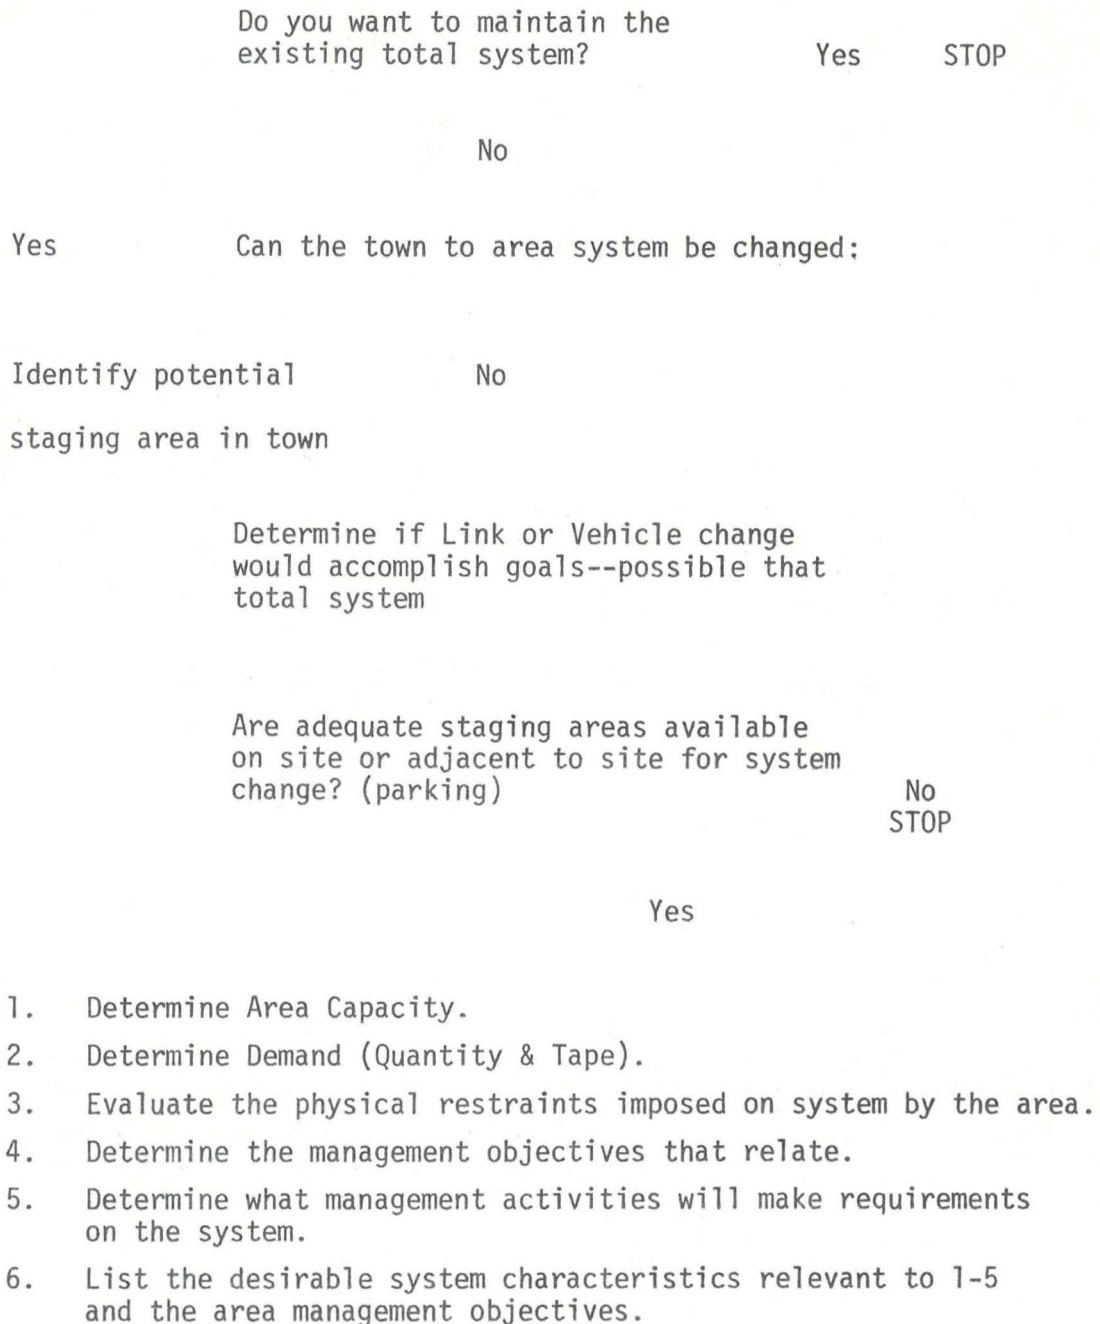 Do you want to maintain the
existing total system? Yes STOP
No
Yes Can the town to area system be changed:
Identify potential No
staging area in town
Determine if Link or Vehicle change
would accomplish goals--possible that
total system
Are adequate staging areas available
on site or adjacent to site for system
change? (parking) No
STOP
Yes
1. Determine Area Capacity.
2. Determine Demand (Quantity & Tape).
3. Evaluate the physical restraints imposed on system by the area.
4. Determine the management objectives that relate.
5. Determine what management activities will make requirements
on the system.
6. List the desirable system characteristics relevant to 1-5
and the area management objectives.